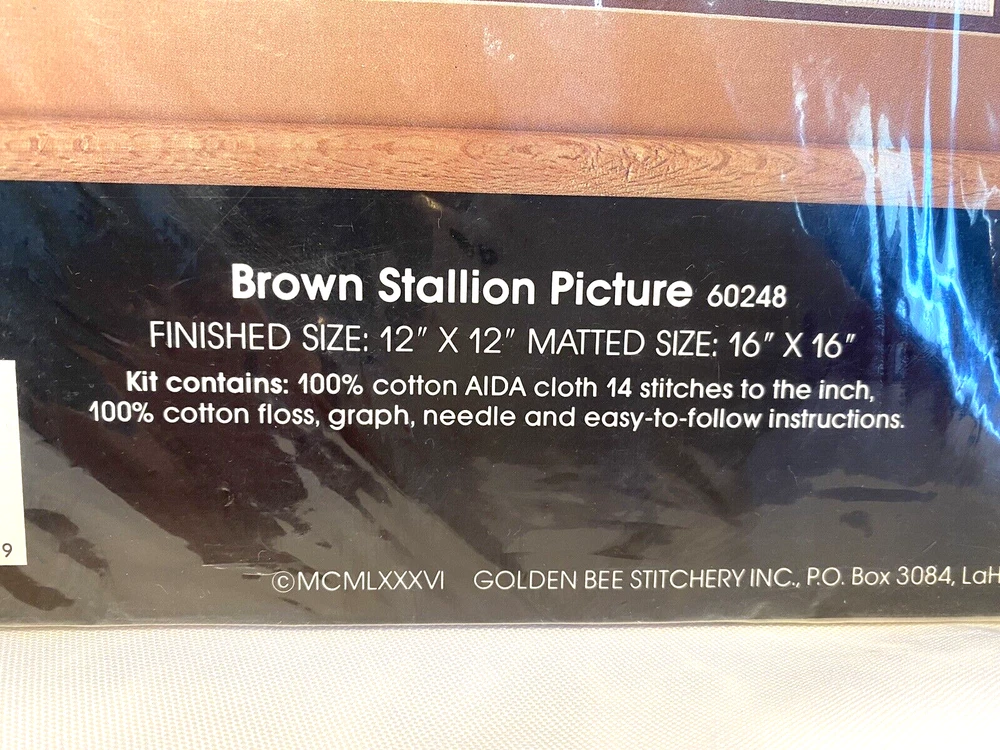 Brown Stallion Picture 60248
FINISHED SIZE: 12" X 12" MATTED SIZE: 16" X 16"
Kit contains: 100% cotton AIDA cloth 14 stitches to the inch,
100% cotton floss, graph, needle and easy-to-follow instructions.
9
©MCMLXXXVI GOLDEN BEE STITCHERY INC., P.O. Box 3084, LaH